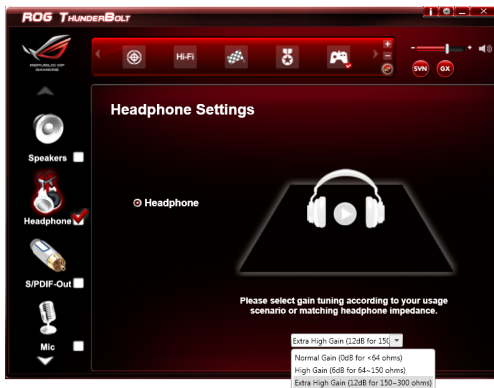 ROG THUNDERBOLT
REPUBLIC OF
GAMERS
Hi-Fi
SVN
GX
Headphone Settings
Speakers
Headphone
S/PDIF-Out
Mic
Headphone
Please select gain tuning according to your usage
scenario or matching headphone impedance.
Extra High Gain (12dB for 150
Normal Gain (0dB for <64 ohms)
High Gain (6dB for 64~150 ohms)
Extra High Gain (12dB for 150~300 ohms)